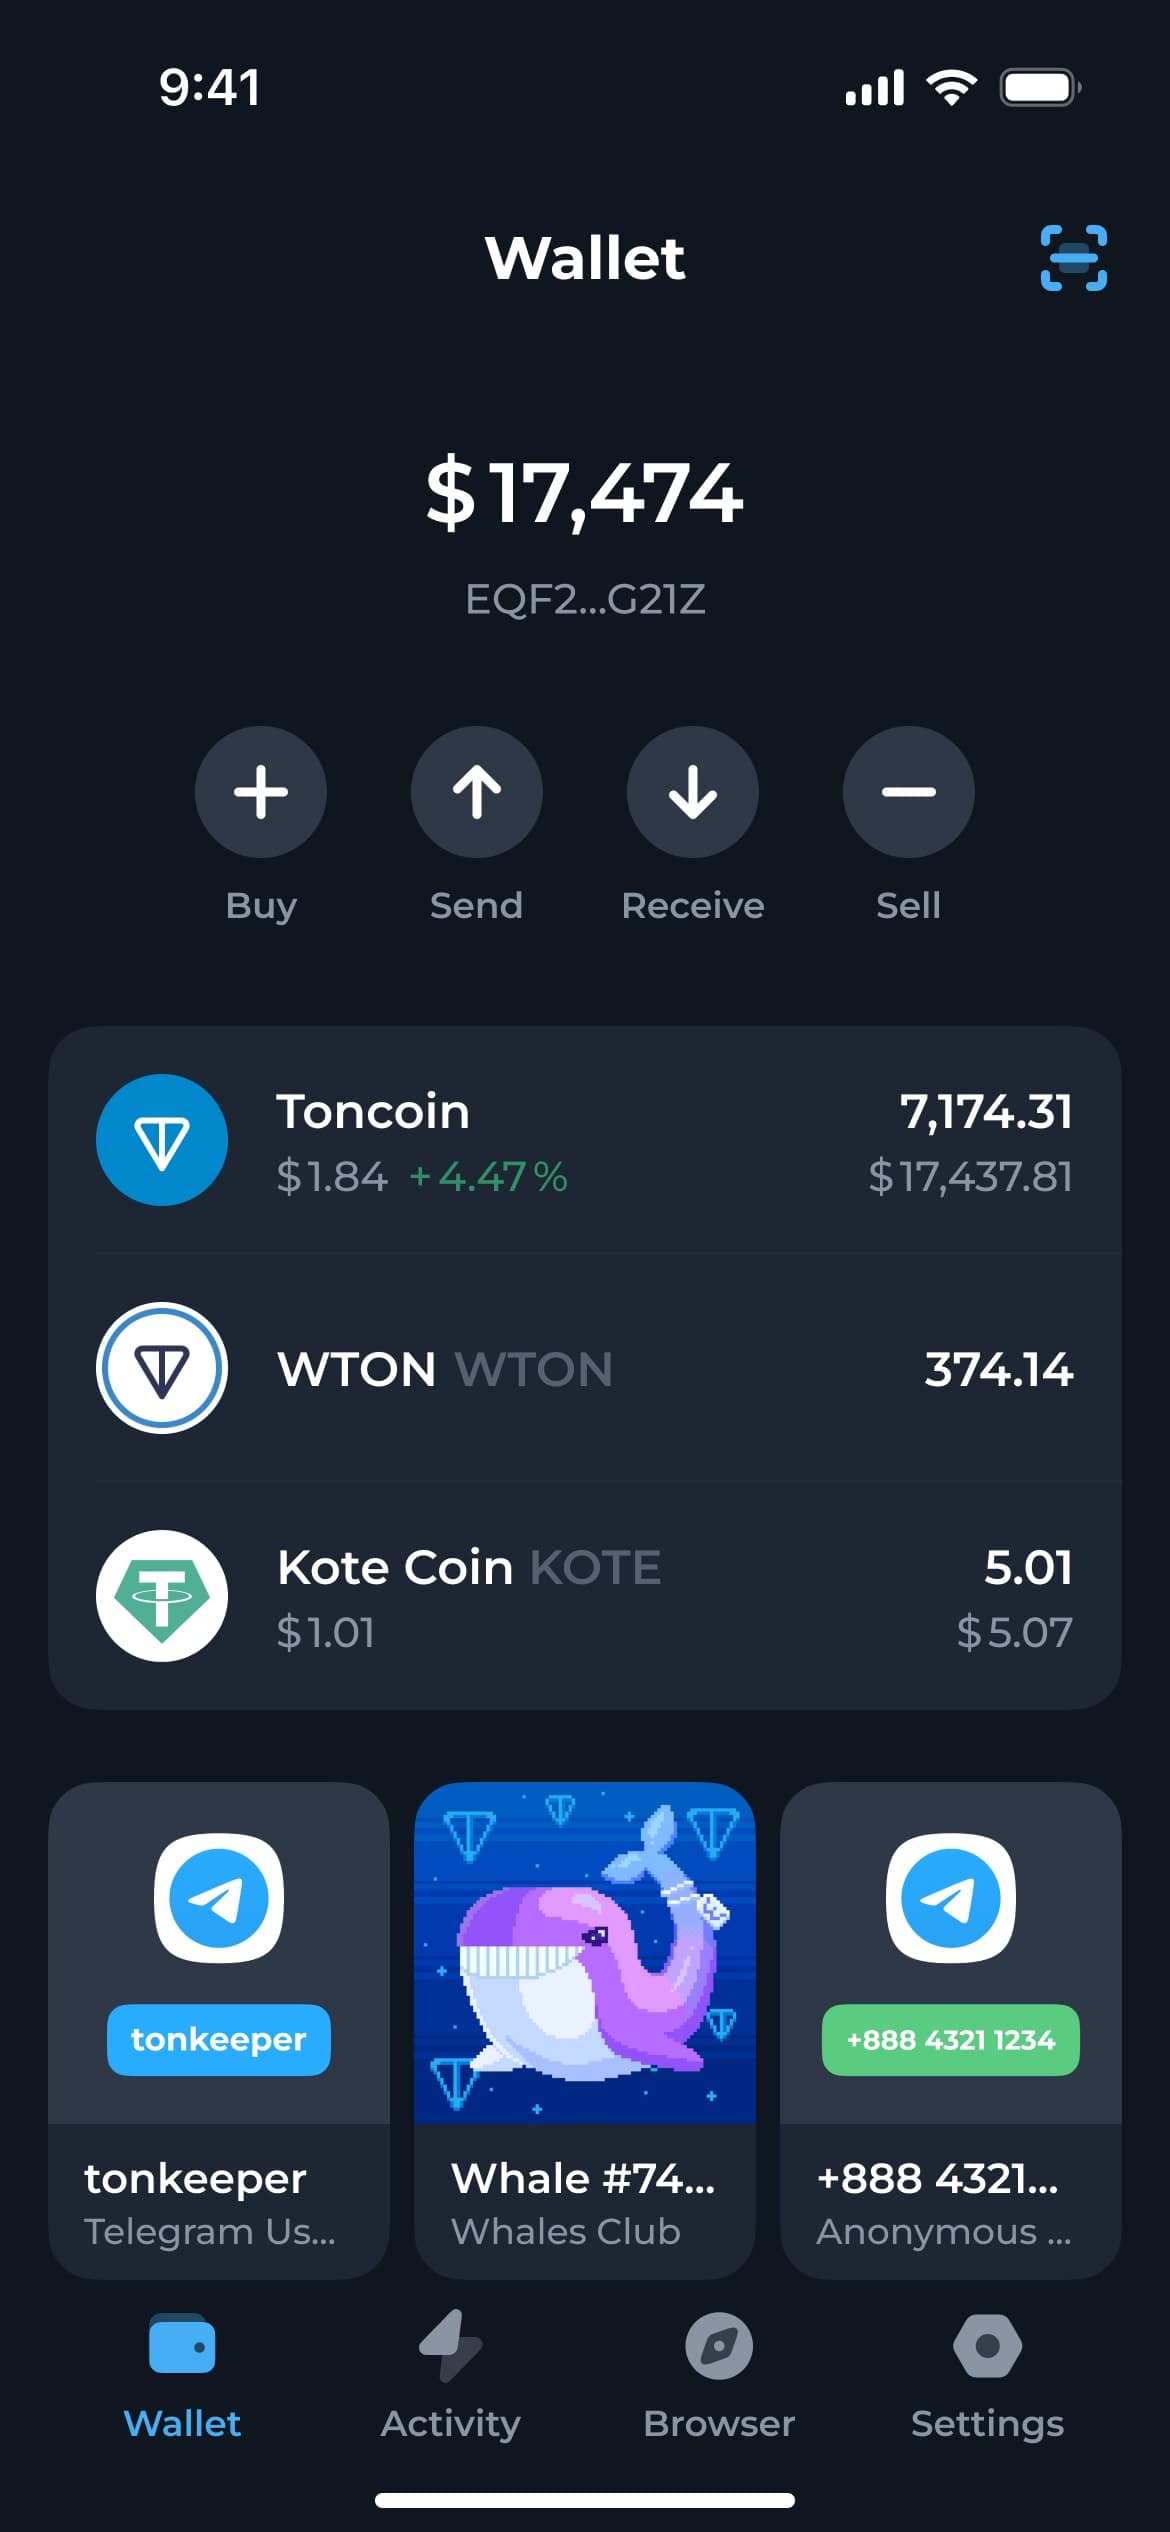 9:41
Wallet
$17,474
EQF2...G21Z
Buy Send Receive Sell
Toncoin 7,174.31
$1.84 +4.47% $17,437.81
WTON WTON 374.14
Kote Coin KOTE 5.01
$1.01 $5.07
tonkeeper +888 4321 1234
tonkeeper Whale #74... +888 4321...
Telegram Us... Whales Club Anonymous ...
Wallet Activity Browser Settings